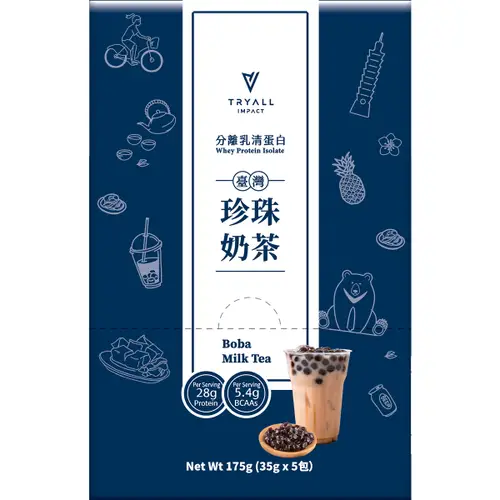 TRYALL
IMPACT
分離乳清蛋白
Whey Protein Isolate
臺灣
珍珠
奶茶
Boba
Milk Tea
Per Serving
28g
Protein
Per Serving
5.4g
BCAAs
Net Wt 175g (35g x 5包)